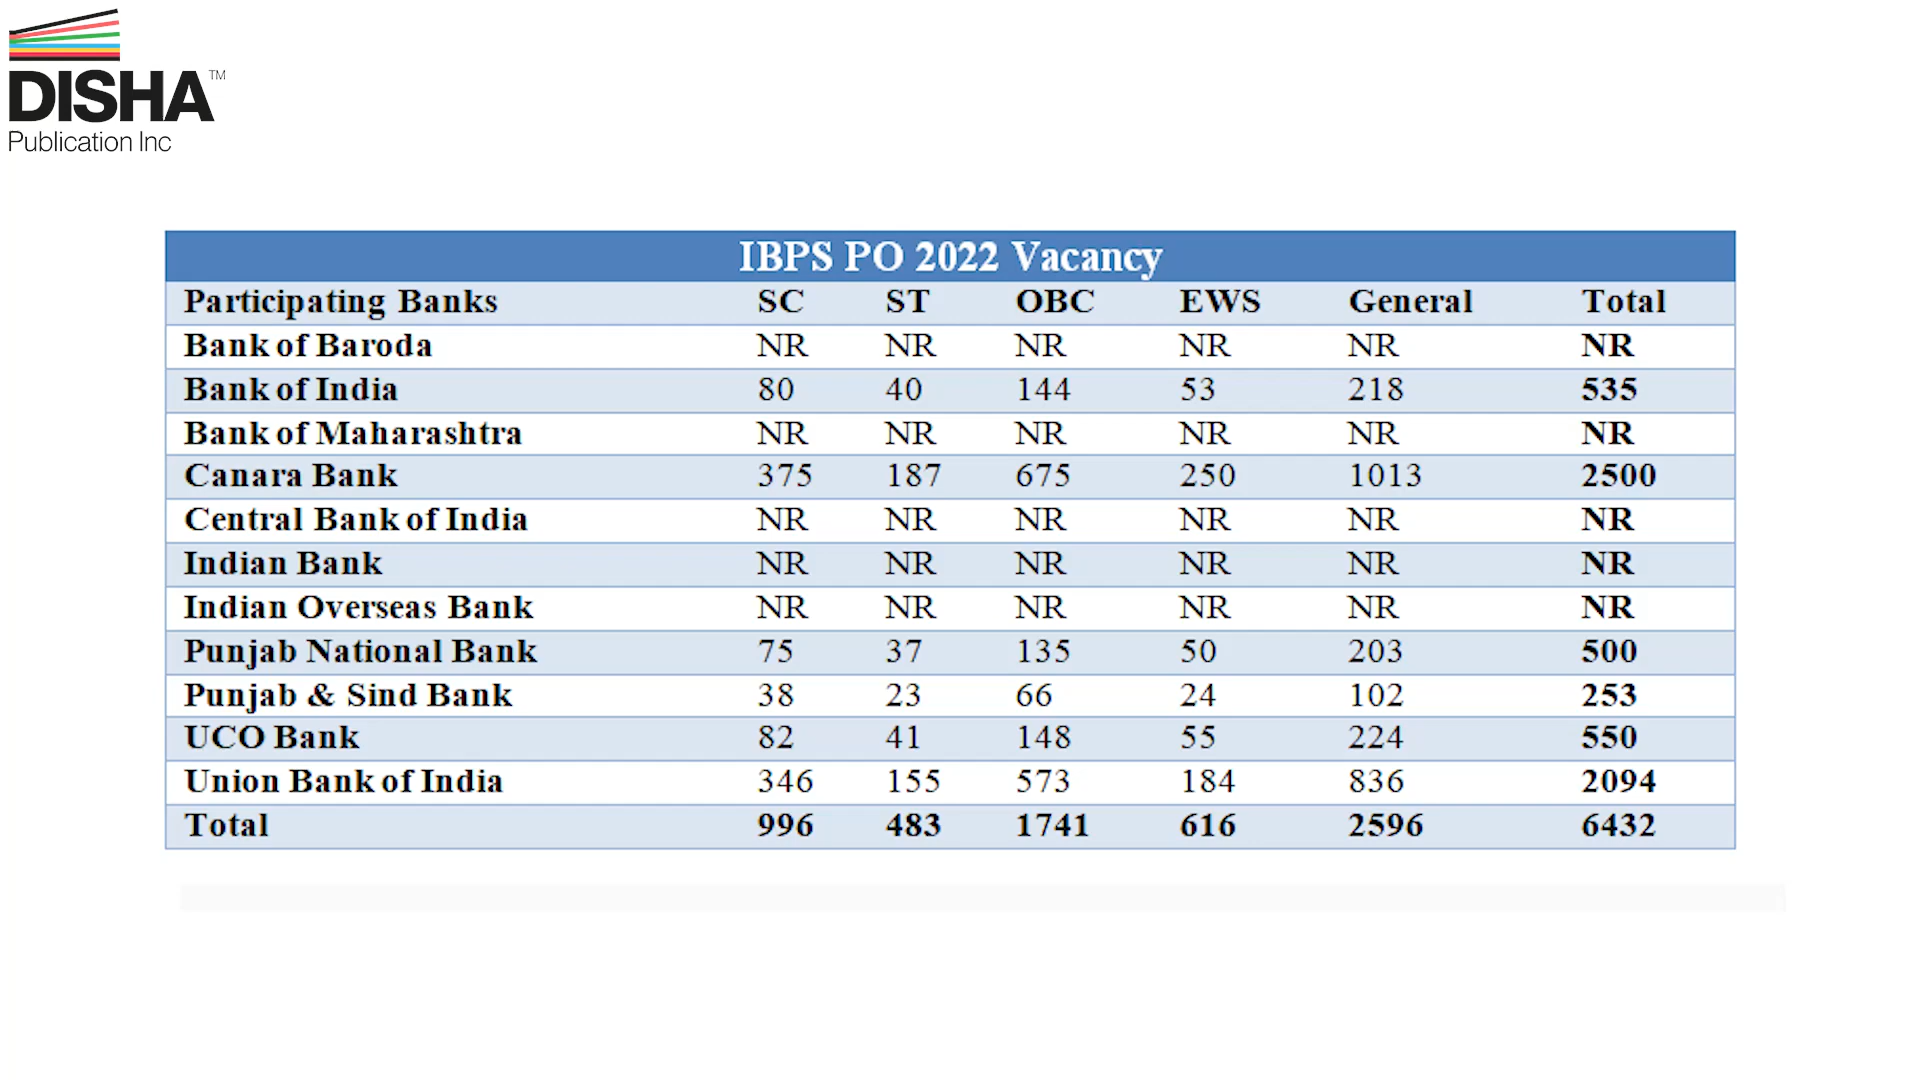 DISHA™
Publication Inc
IBPS PO 2022 Vacancy
Participating Banks SC ST OBC EWS General Total
Bank of Baroda NR NR NR NR NR NR
Bank of India 80 40 144 53 218 535
Bank of Maharashtra NR NR NR NR NR NR
Canara Bank 375 187 675 250 1013 2500
Central Bank of India NR NR NR NR NR NR
Indian Bank NR NR NR NR NR NR
Indian Overseas Bank NR NR NR NR NR NR
Punjab National Bank 75 37 135 50 203 500
Punjab & Sind Bank 38 23 66 24 102 253
UCO Bank 82 41 148 55 224 550
Union Bank of India 346 155 573 184 836 2094
Total 996 483 1741 616 2596 6432